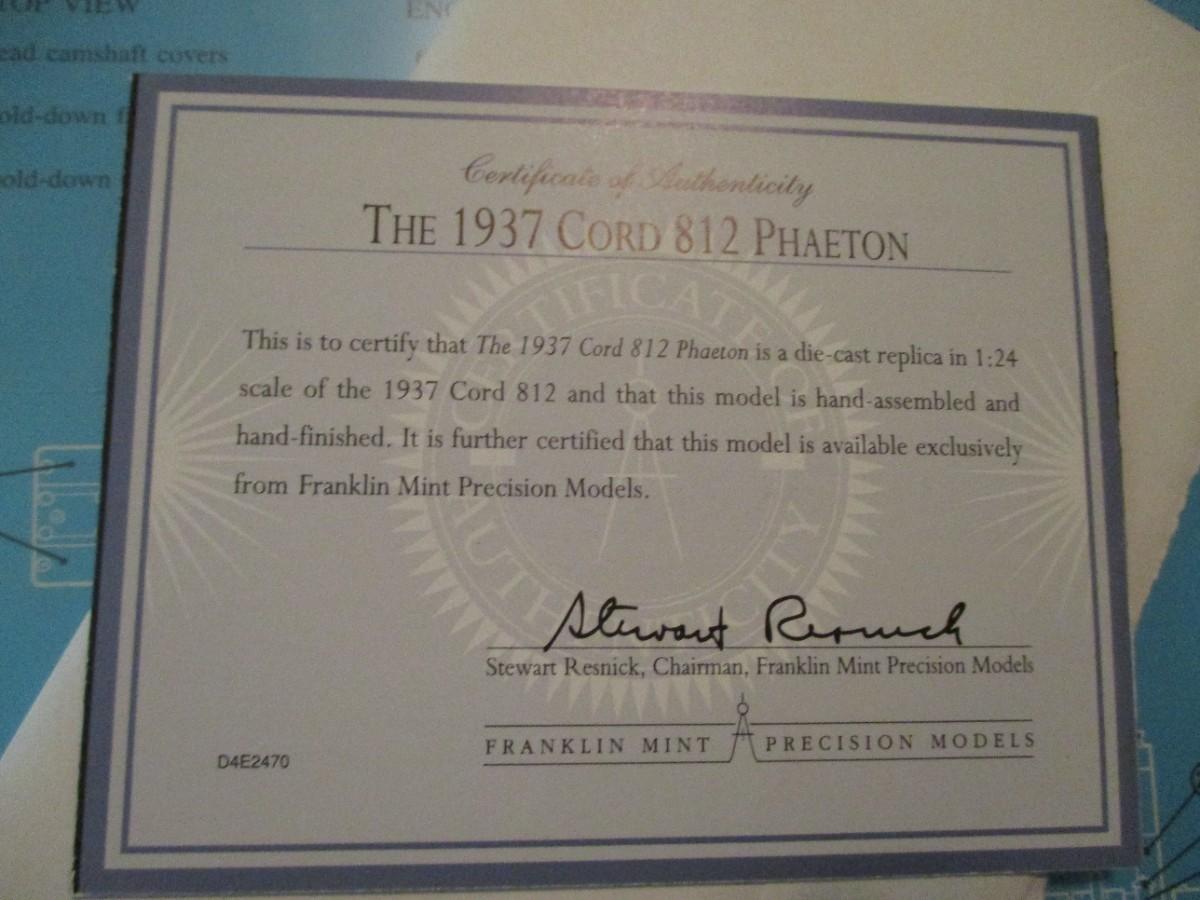 TOP VIEW
camshaft covers
hold-down
Certificate of Authenticity
THE 1937 CORD 812 PHAETON
This is to certify that The 1937 Cord 812 Phaeton is a die-cast replica in 1:24
scale of the 1937 Cord 812 and that this model is hand-assembled and
hand-finished. It is further certified that this model is available exclusively
from Franklin Mint Precision Models.
CERTIFICATE OF
AUTHENTICITY
Stewart Resnick
Stewart Resnick, Chairman, Franklin Mint Precision Models
FRANKLIN MINT PRECISION MODELS
D4E2470